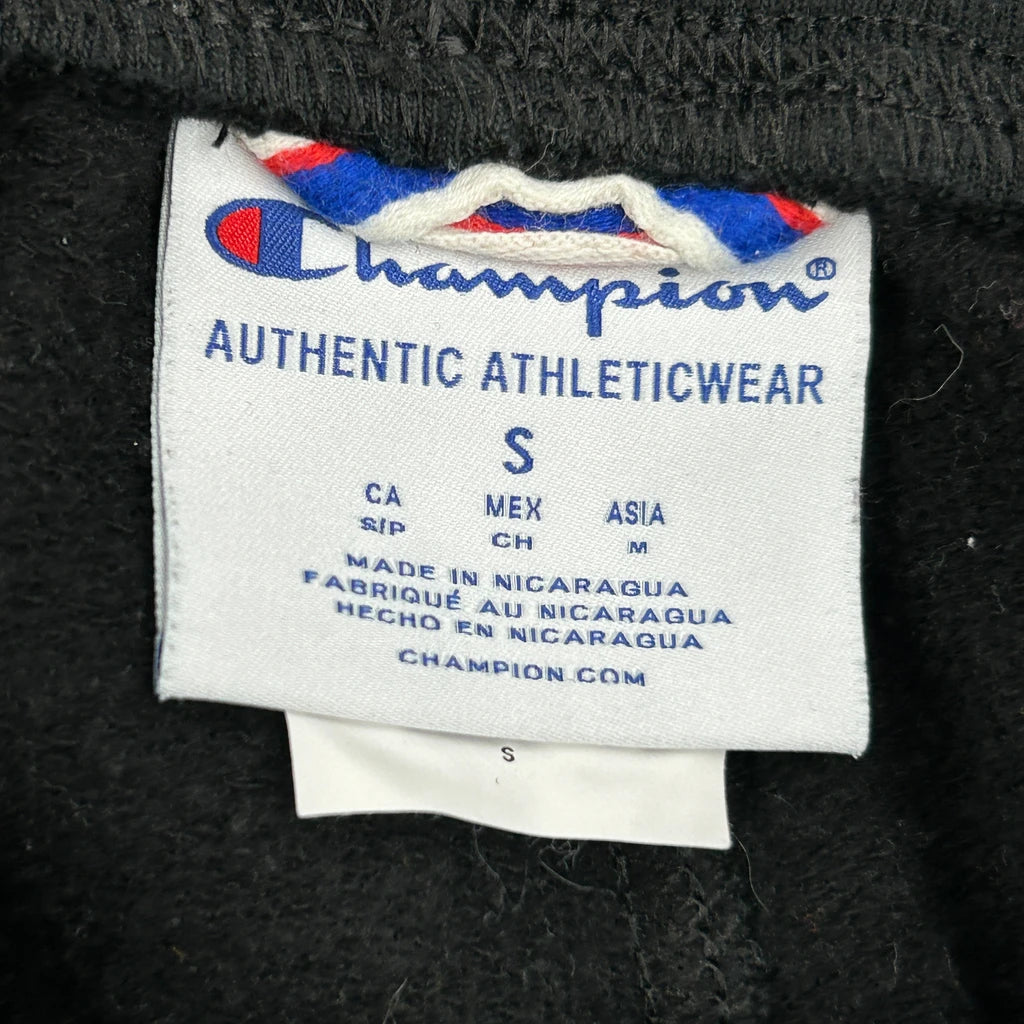 Champion®
AUTHENTIC ATHLETICWEAR
S
CA MEX ASIA
S/P CH M
MADE IN NICARAGUA
FABRIQUÉ AU NICARAGUA
HECHO EN NICARAGUA
CHAMPION.COM
S